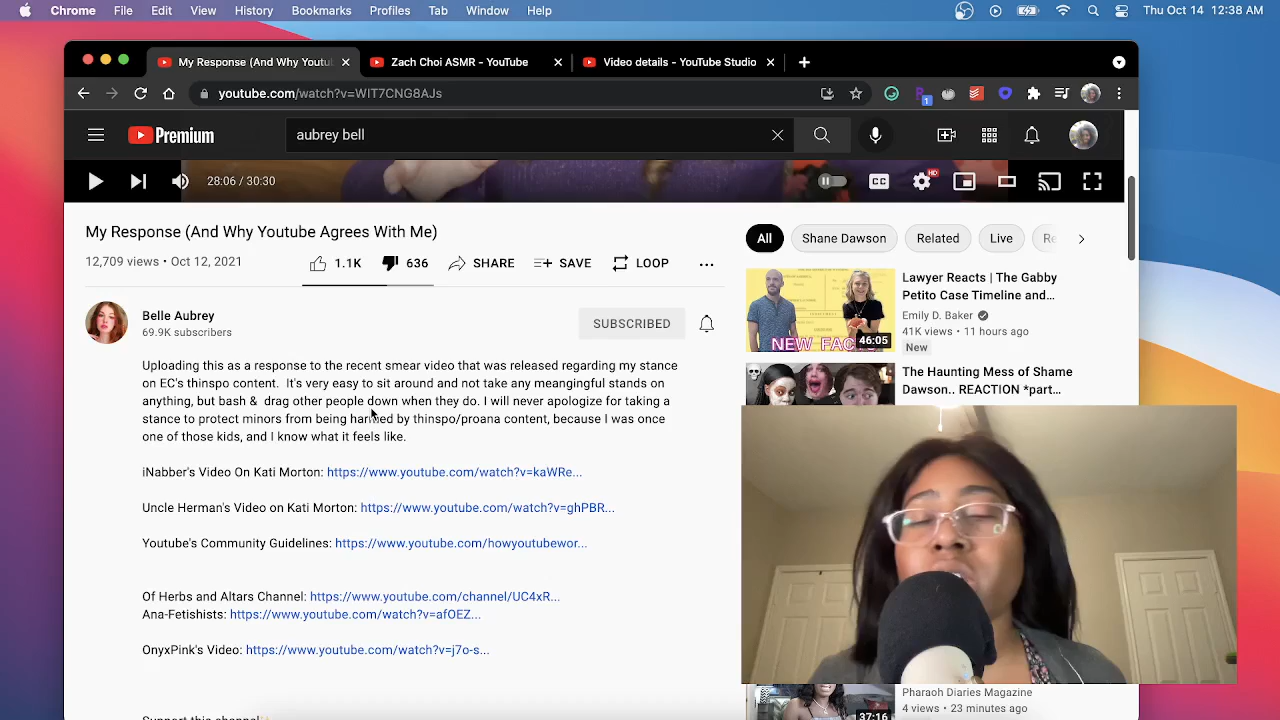 Chrome File Edit View History Bookmarks Profiles Tab Window Help Thu Oct 14 12:38 AM
My Response (And Why Youtu Zach Choi ASMR - YouTube Video details - YouTube Studio
youtube.com/watch?v=WIT7CNG8AJs
1
Premium aubrey bell
28:06 / 30:30 CC HD
My Response (And Why Youtube Agrees With Me)
12,709 views • Oct 12, 2021 1.1K 636 SHARE SAVE LOOP
Belle Aubrey
69.9K subscribers
SUBSCRIBED
Uploading this as a response to the recent smear video that was released regarding my stance
on EC's thinspo content. It's very easy to sit around and not take any meaningful stands on
anything, but bash & drag other people down when they do. I will never apologize for taking a
stance to protect minors from being harmed by thinspo/proana content, because I was once
one of those kids, and I know what it feels like.
iNabber's Video On Kati Morton: https://www.youtube.com/watch?v=kaWRe...
Uncle Herman's Video on Kati Morton: https://www.youtube.com/watch?v=ghPBR...
Youtube's Community Guidelines: https://www.youtube.com/howyoutubewor...
Of Herbs and Altars Channel: https://www.youtube.com/channel/UC4xR...
Ana-Fetishists: https://www.youtube.com/watch?v=afOEZ...
OnyxPink's Video: https://www.youtube.com/watch?v=j7o-s...
Support this channel
All Shane Dawson Related Live Re
Lawyer Reacts | The Gabby
Petito Case Timeline and...
Emily D. Baker
41K views • 11 hours ago
New
NEW FAC
46:05
The Haunting Mess of Shame
Dawson.. REACTION *part...
Pharaoh Diaries Magazine
4 views • 23 minutes ago
37:16